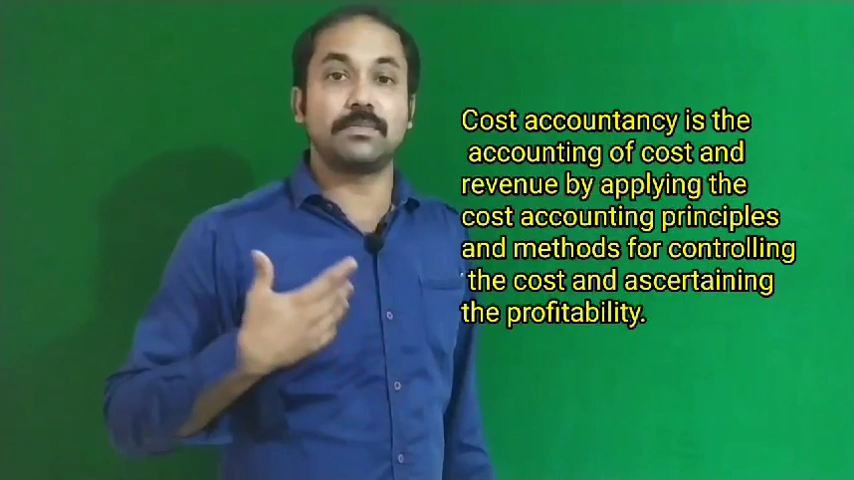 Cost accountancy is the
accounting of cost and
revenue by applying the
cost accounting principles
and methods for controlling
the cost and ascertaining
the profitability.